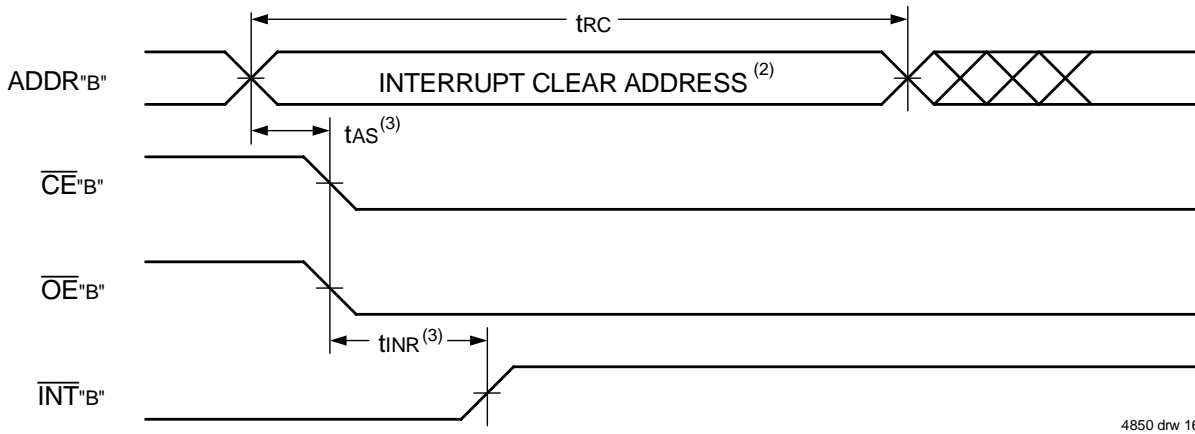 tRC
ADDR"B"
INTERRUPT CLEAR ADDRESS (2)
tAS(3)
CE"B"
OE"B"
tINR(3)
INT"B"
4850 drw 16